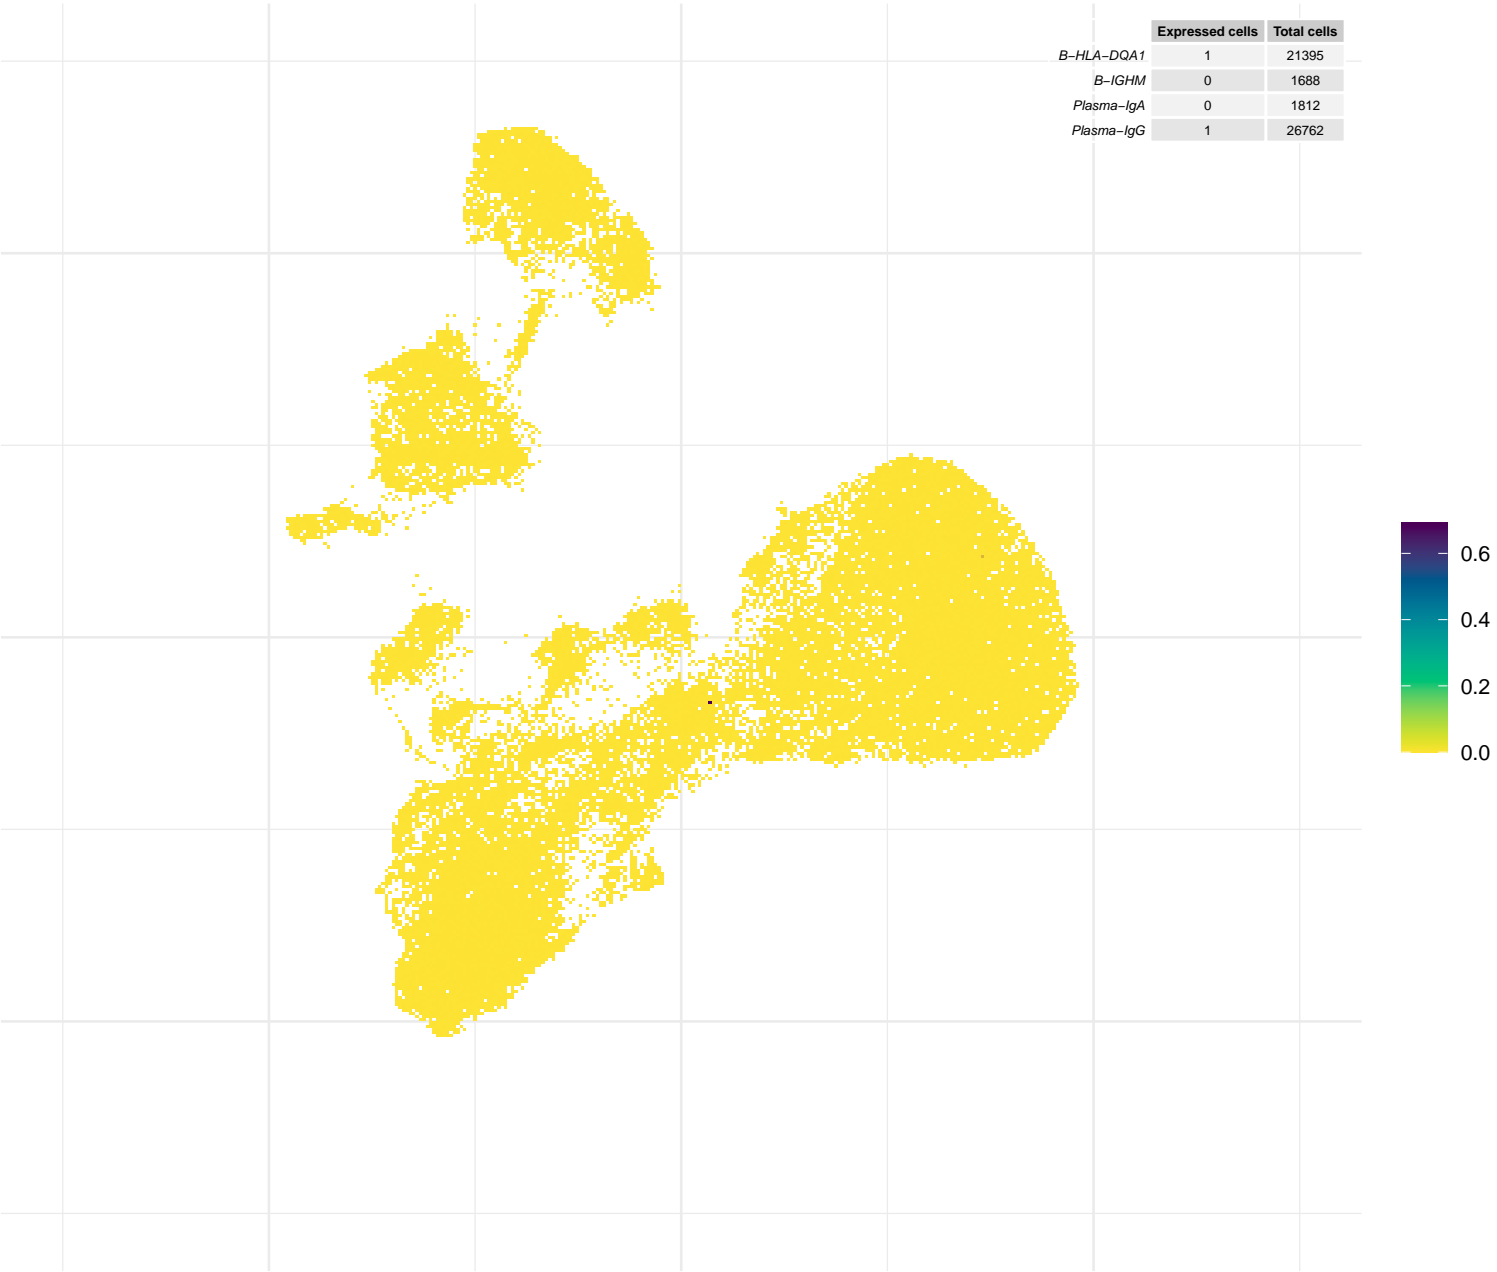 Expressed cells Total cells
B−HLA−DQA1 1 21395
B−IGHM 0 1688
Plasma−IgA 0 1812
Plasma−IgG 1 26762
0.6
0.4
0.2
0.0